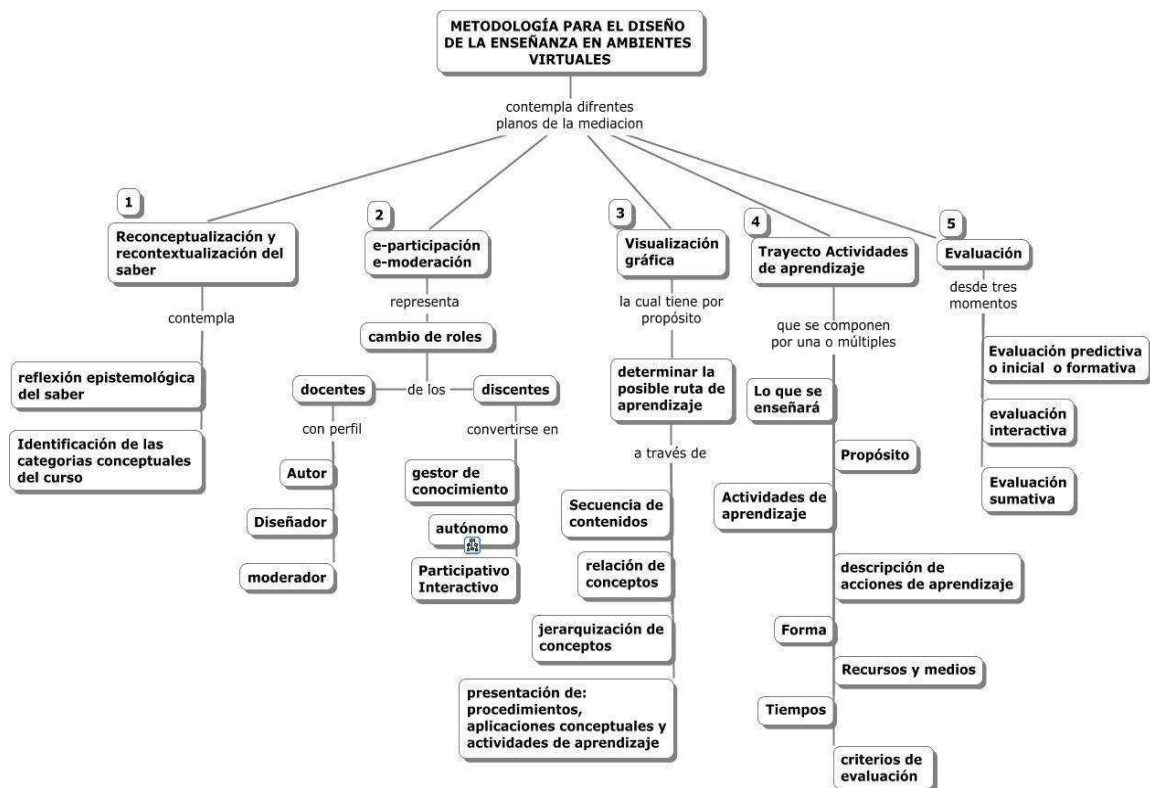 METODOLOGÍA PARA EL DISEÑO
DE LA ENSEÑANZA EN AMBIENTES
VIRTUALES
contempla difrentes
planos de la mediacion
1
Reconceptualización y
recontextualización del
saber
contempla
reflexión epistemológica
del saber
Identificación de las
categorias conceptuales
del curso
2
e-participación
e-moderación
representa
cambio de roles
docentes
de los
discentes
con perfil
Autor
Diseñador
moderador
convertirse en
gestor de
conocimiento
autónomo
Participativo
Interactivo
3
Visualización
gráfica
la cual tiene por
propósito
determinar la
posible ruta de
aprendizaje
a través de
Secuencia de
contenidos
relación de
conceptos
jerarquización de
conceptos
presentación de:
procedimientos,
aplicaciones conceptuales y
actividades de aprendizaje
4
Trayecto Actividades
de aprendizaje
que se componen
por una o múltiples
Lo que se
enseñará
Propósito
Actividades de
aprendizaje
descripción de
acciones de aprendizaje
Forma
Recursos y medios
Tiempos
criterios de
evaluación
5
Evaluación
desde tres
momentos
Evaluación predictiva
o inicial o formativa
evaluación
interactiva
Evaluación
sumativa